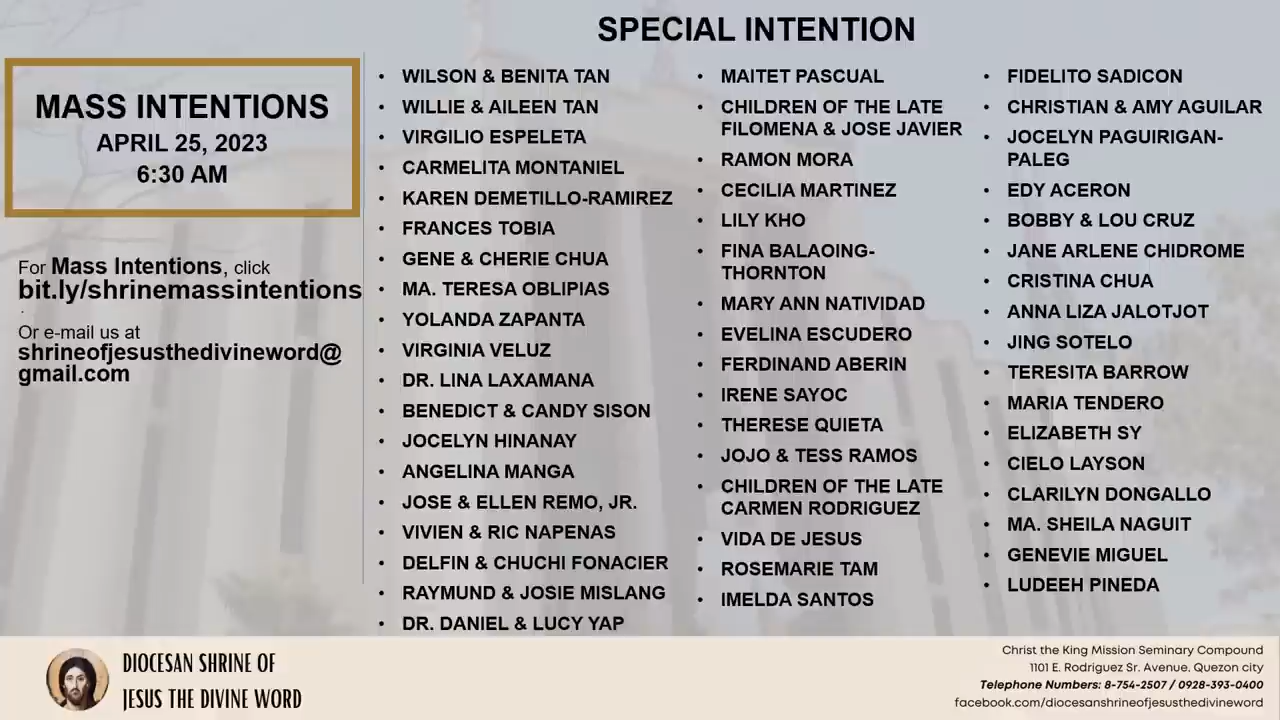 SPECIAL INTENTION
MASS INTENTIONS
APRIL 25, 2023
6:30 AM
For Mass Intentions, click
bit.ly/shrinemassintentions
.
Or e-mail us at
shrineofjesusthedivineword@
gmail.com
• WILSON & BENITA TAN
• WILLIE & AILEEN TAN
• VIRGILIO ESPELETA
• CARMELITA MONTANIEL
• KAREN DEMETILLO-RAMIREZ
• FRANCES TOBIA
• GENE & CHERIE CHUA
• MA. TERESA OBLIPIAS
• YOLANDA ZAPANTA
• VIRGINIA VELUZ
• DR. LINA LAXAMANA
• BENEDICT & CANDY SISON
• JOCELYN HINANAY
• ANGELINA MANGA
• JOSE & ELLEN REMO, JR.
• VIVIEN & RIC NAPENAS
• DELFIN & CHUCHI FONACIER
• RAYMUND & JOSIE MISLANG
• DR. DANIEL & LUCY YAP
• MAITET PASCUAL
• CHILDREN OF THE LATE
FILOMENA & JOSE JAVIER
• RAMON MORA
• CECILIA MARTINEZ
• LILY KHO
• FINA BALAOING-
THORNTON
• MARY ANN NATIVIDAD
• EVELINA ESCUDERO
• FERDINAND ABERIN
• IRENE SAYOC
• THERESE QUIETA
• JOJO & TESS RAMOS
• CHILDREN OF THE LATE
CARMEN RODRIGUEZ
• VIDA DE JESUS
• ROSEMARIE TAM
• IMELDA SANTOS
• FIDELITO SADICON
• CHRISTIAN & AMY AGUILAR
• JOCELYN PAGUIRIGAN-
PALEG
• EDY ACERON
• BOBBY & LOU CRUZ
• JANE ARLENE CHIDROME
• CRISTINA CHUA
• ANNA LIZA JALOTJOT
• JING SOTELO
• TERESITA BARROW
• MARIA TENDERO
• ELIZABETH SY
• CIELO LAYSON
• CLARILYN DONGALLO
• MA. SHEILA NAGUIT
• GENEVIE MIGUEL
• LUDEEH PINEDA
DIOCESAN SHRINE OF
JESUS THE DIVINE WORD
Christ the King Mission Seminary Compound
1101 E. Rodriguez Sr. Avenue. Quezon city
Telephone Numbers: 8-754-2507 / 0928-393-0400
facebook.com/diocesanshrineofjesusthedivineword